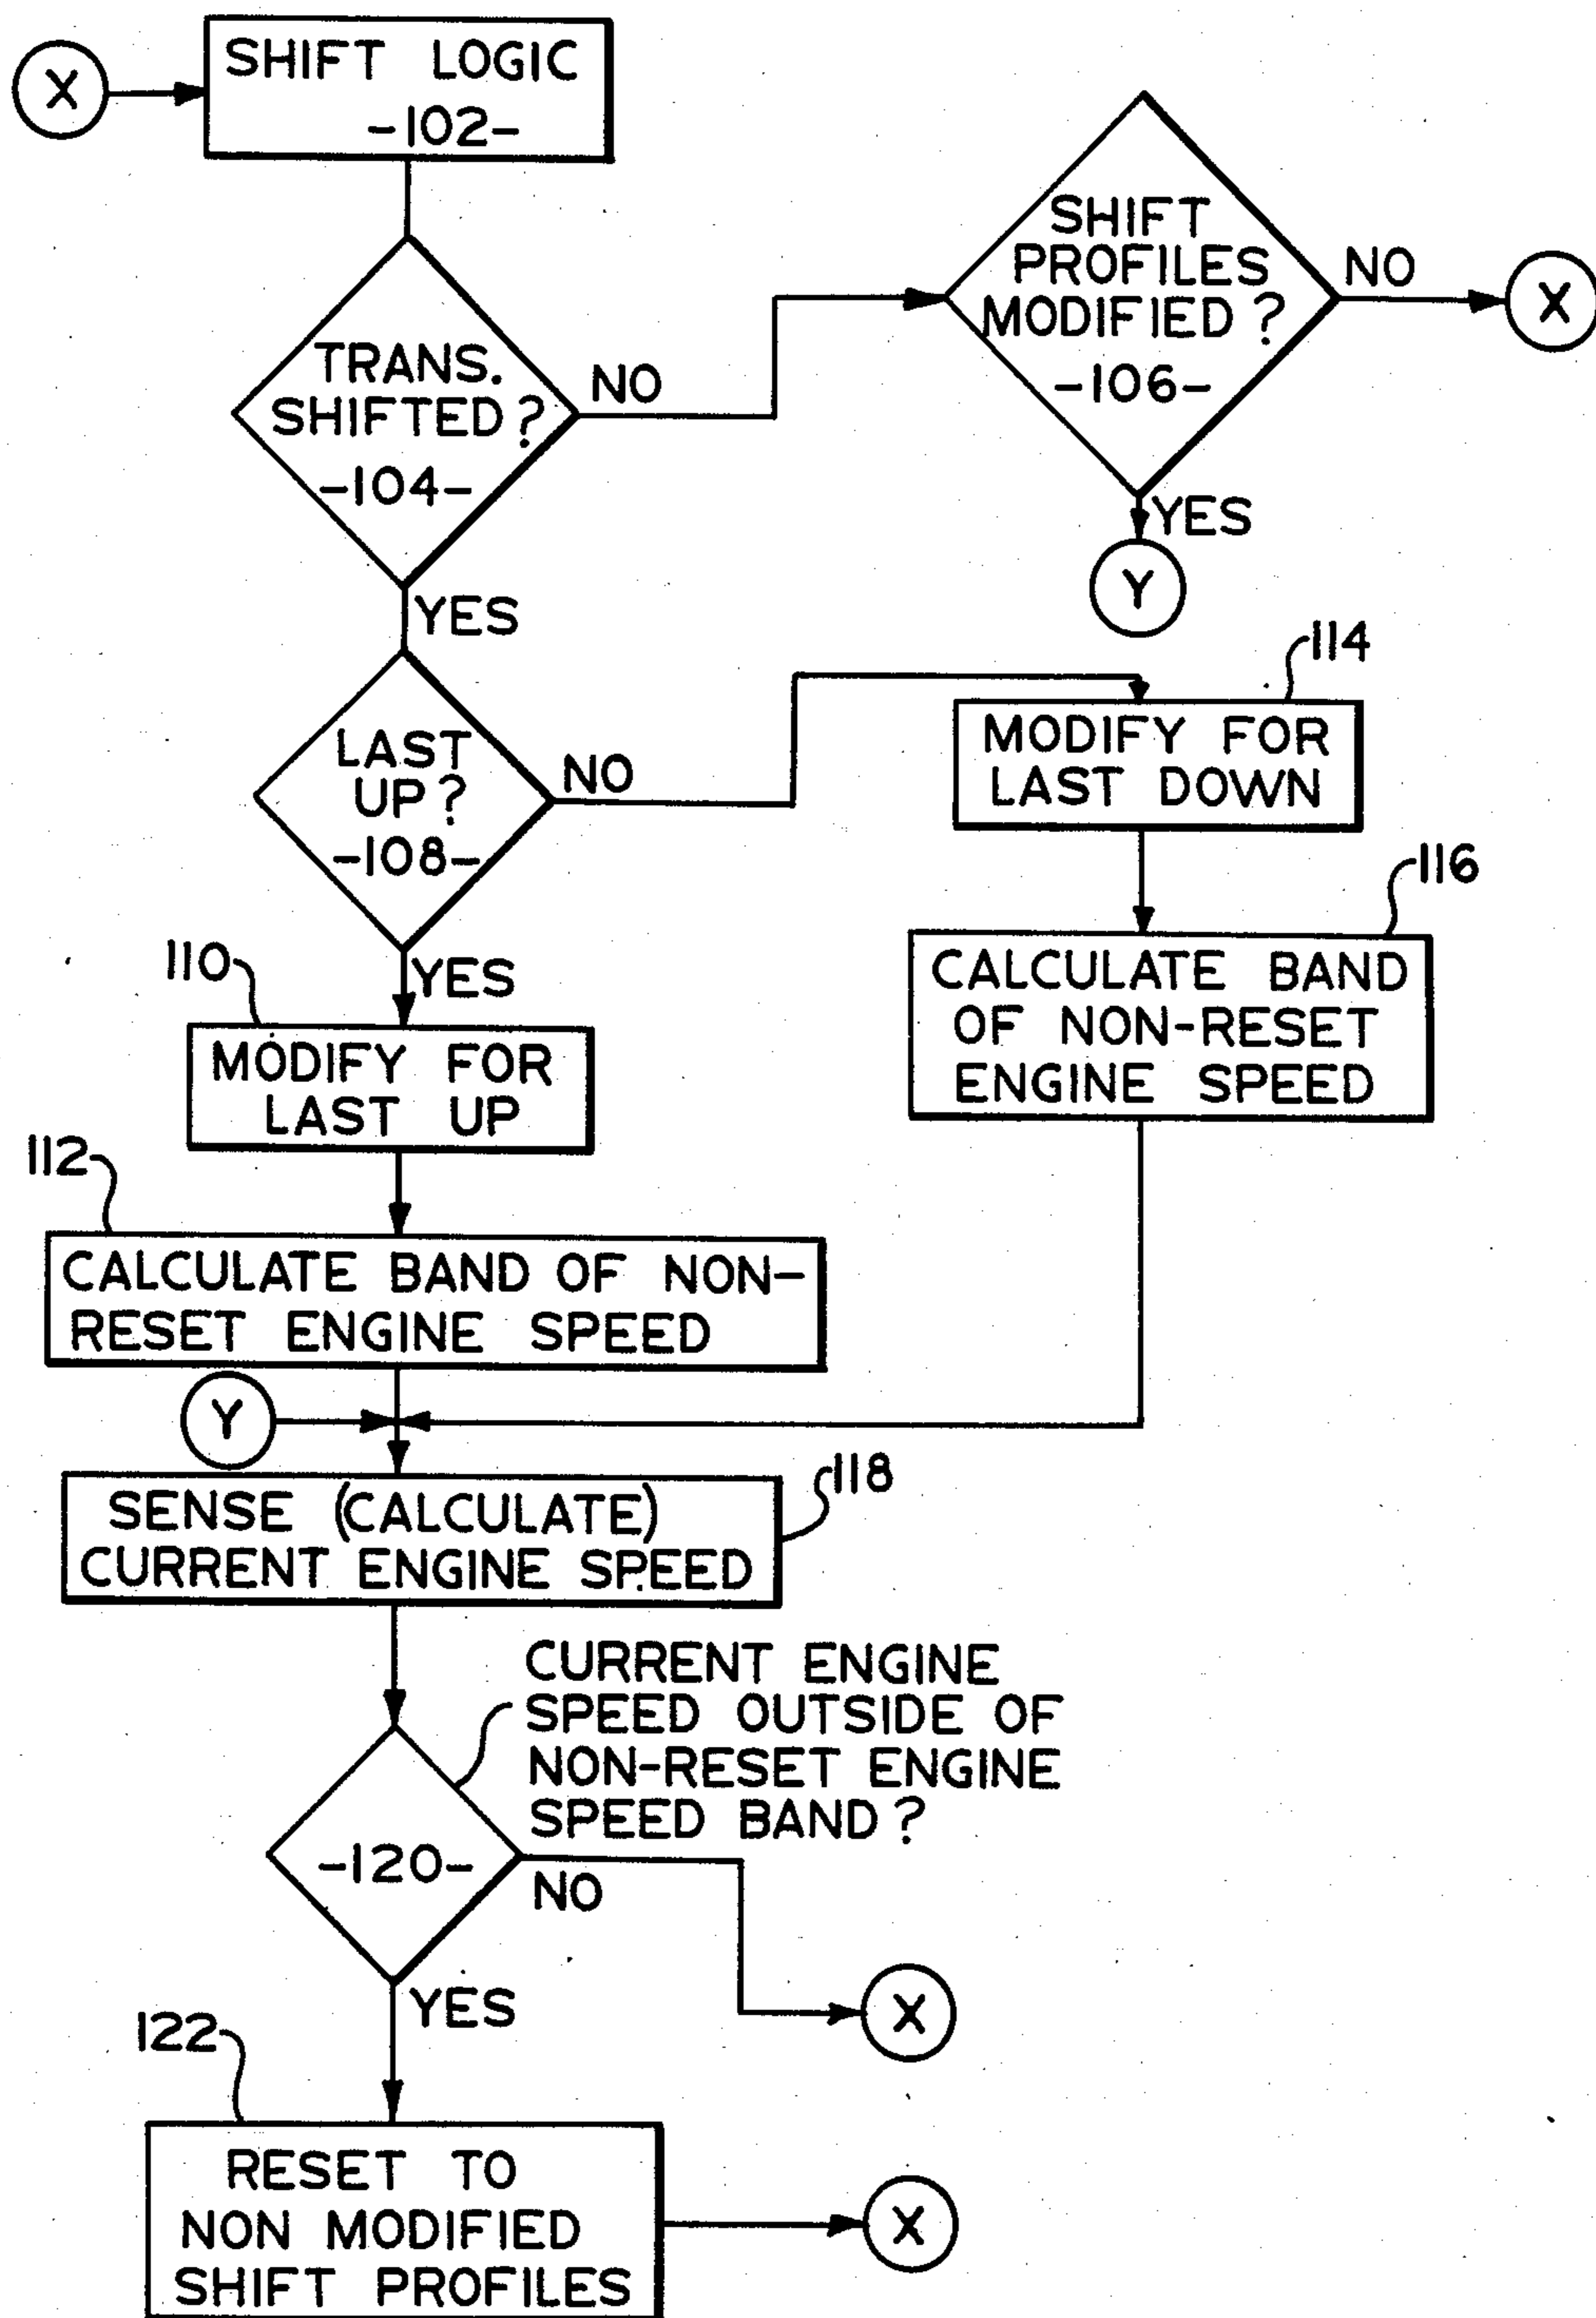 X
SHIFT LOGIC
-102-
TRANS.
SHIFTED?
-104-
NO
YES
SHIFT
PROFILES
MODIFIED?
-106-
NO
X
YES
Y
LAST
UP?
-108-
NO
YES
114
MODIFY FOR
LAST DOWN
116
CALCULATE BAND
OF NON-RESET
ENGINE SPEED
110
MODIFY FOR
LAST UP
112
CALCULATE BAND OF NON-
RESET ENGINE SPEED
Y
118
SENSE (CALCULATE)
CURRENT ENGINE SPEED
CURRENT ENGINE
SPEED OUTSIDE OF
NON-RESET ENGINE
SPEED BAND?
-120-
NO
X
YES
122
RESET TO
NON MODIFIED
SHIFT PROFILES
X